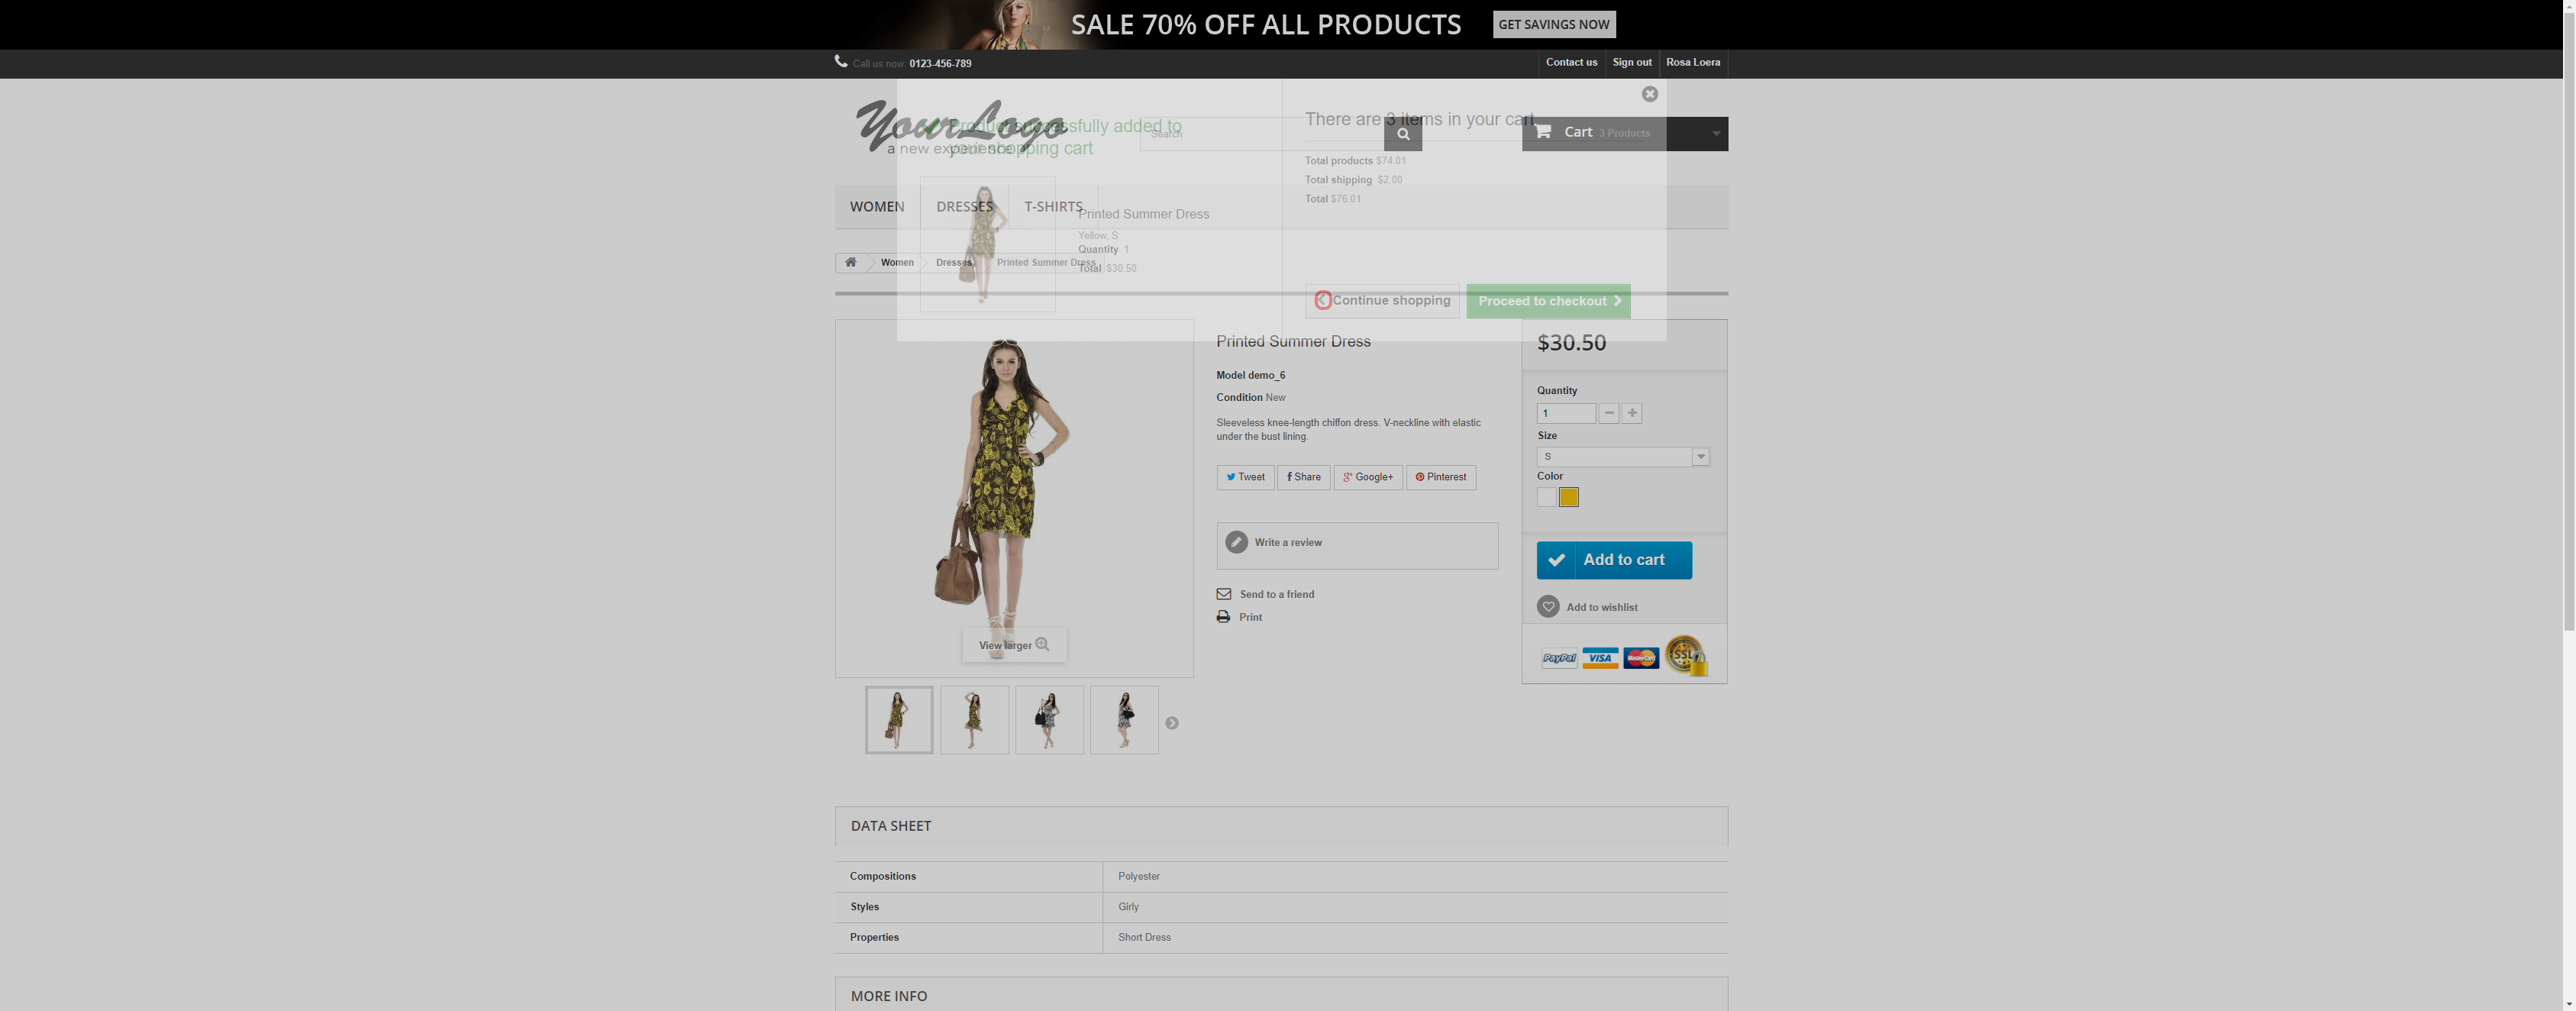 SALE 70% OFF ALL PRODUCTS GET SAVINGS NOW
Call us now: 0123-456-789 Contact us Sign out Rosa Loera
Your Logo
a new experience
Product successfully added to
your shopping cart
Search
There are 3 items in your cart.
Cart 3 Products
Total products $74.01
Total shipping $2.00
Total $76.01
WOMEN DRESSES T-SHIRTS
Printed Summer Dress
Yellow, S
Quantity 1
Total $30.50
Women Dresses Printed Summer Dress
Continue shopping Proceed to checkout
Printed Summer Dress
Model demo_6
Condition New
Sleeveless knee-length chiffon dress. V-neckline with elastic
under the bust lining.
Tweet Share Google+ Pinterest
Write a review
Send to a friend
Print
$30.50
Quantity
1
Size
S
Color
Add to cart
Add to wishlist
PayPal VISA MasterCard SSL
View larger
DATA SHEET
Compositions Polyester
Styles Girly
Properties Short Dress
MORE INFO